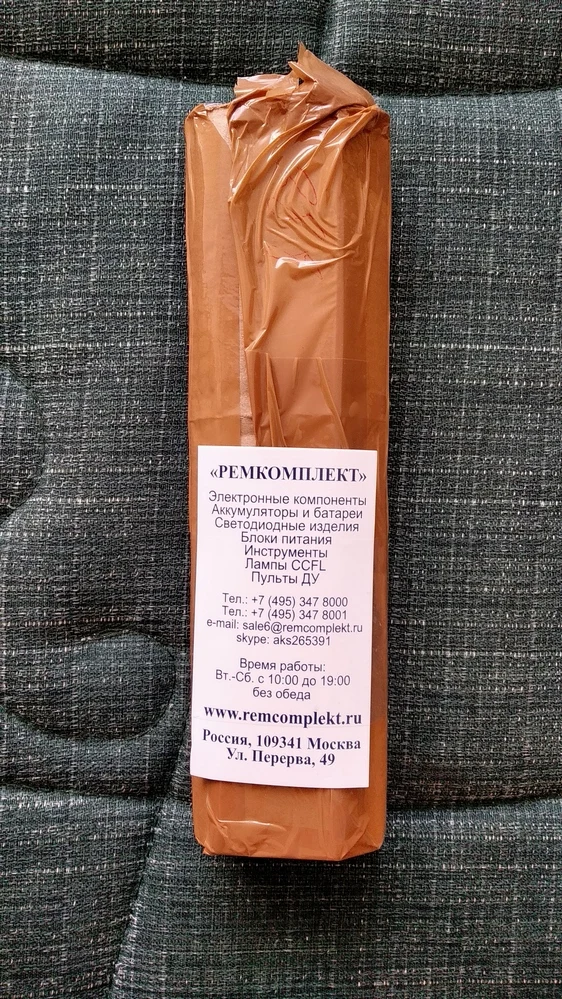 «РЕМКОМПЛЕКТ»
Электронные компоненты
Аккумуляторы и батареи
Светодиодные изделия
Блоки питания
Инструменты
Лампы CCFL
Пульты ДУ
Тел.: +7 (495) 347 8000
Тел.: +7 (495) 347 8001
e-mail: sale6@remcomplekt.ru
skype: aks265391
Время работы:
Вт.-Сб. с 10:00 до 19:00
без обеда
www.remcomplekt.ru
Россия, 109341 Москва
Ул. Перерва, 49